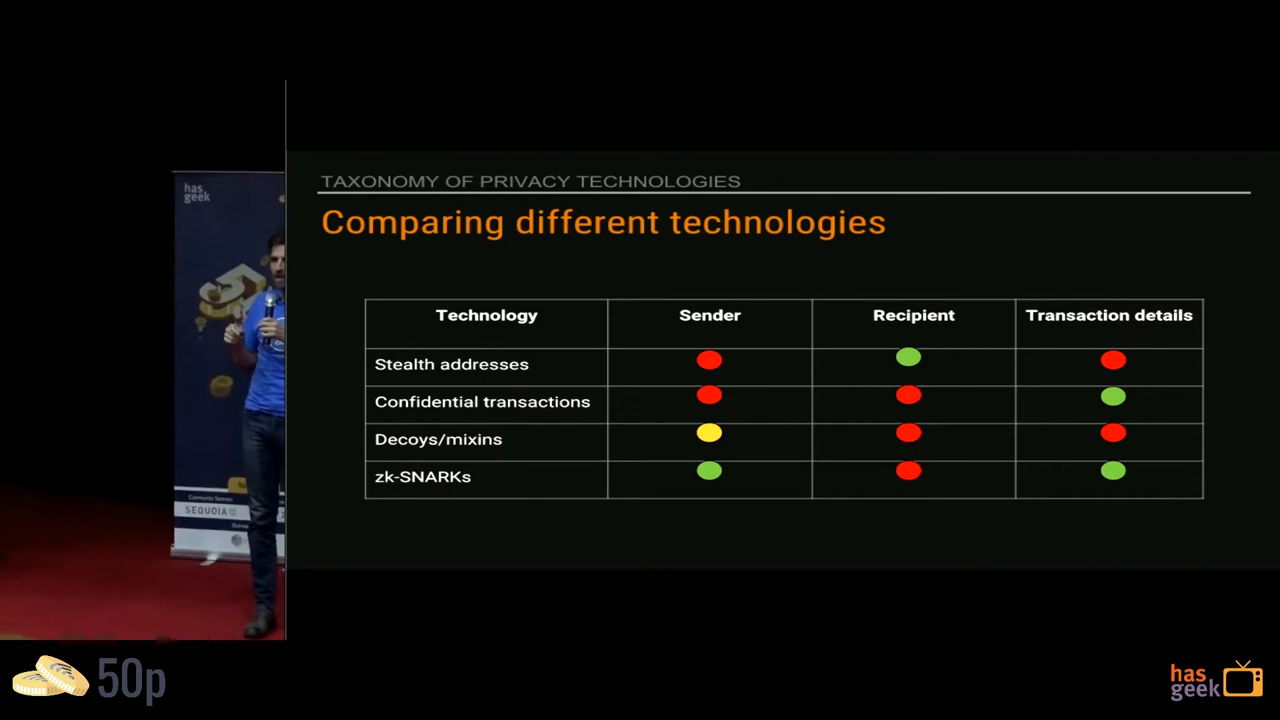 has
geek
SEQUOIA
TAXONOMY OF PRIVACY TECHNOLOGIES
Comparing different technologies
Technology Sender Recipient Transaction details
Stealth addresses
Confidential transactions
Decoys/mixins
zk-SNARKs
50p
has
geek